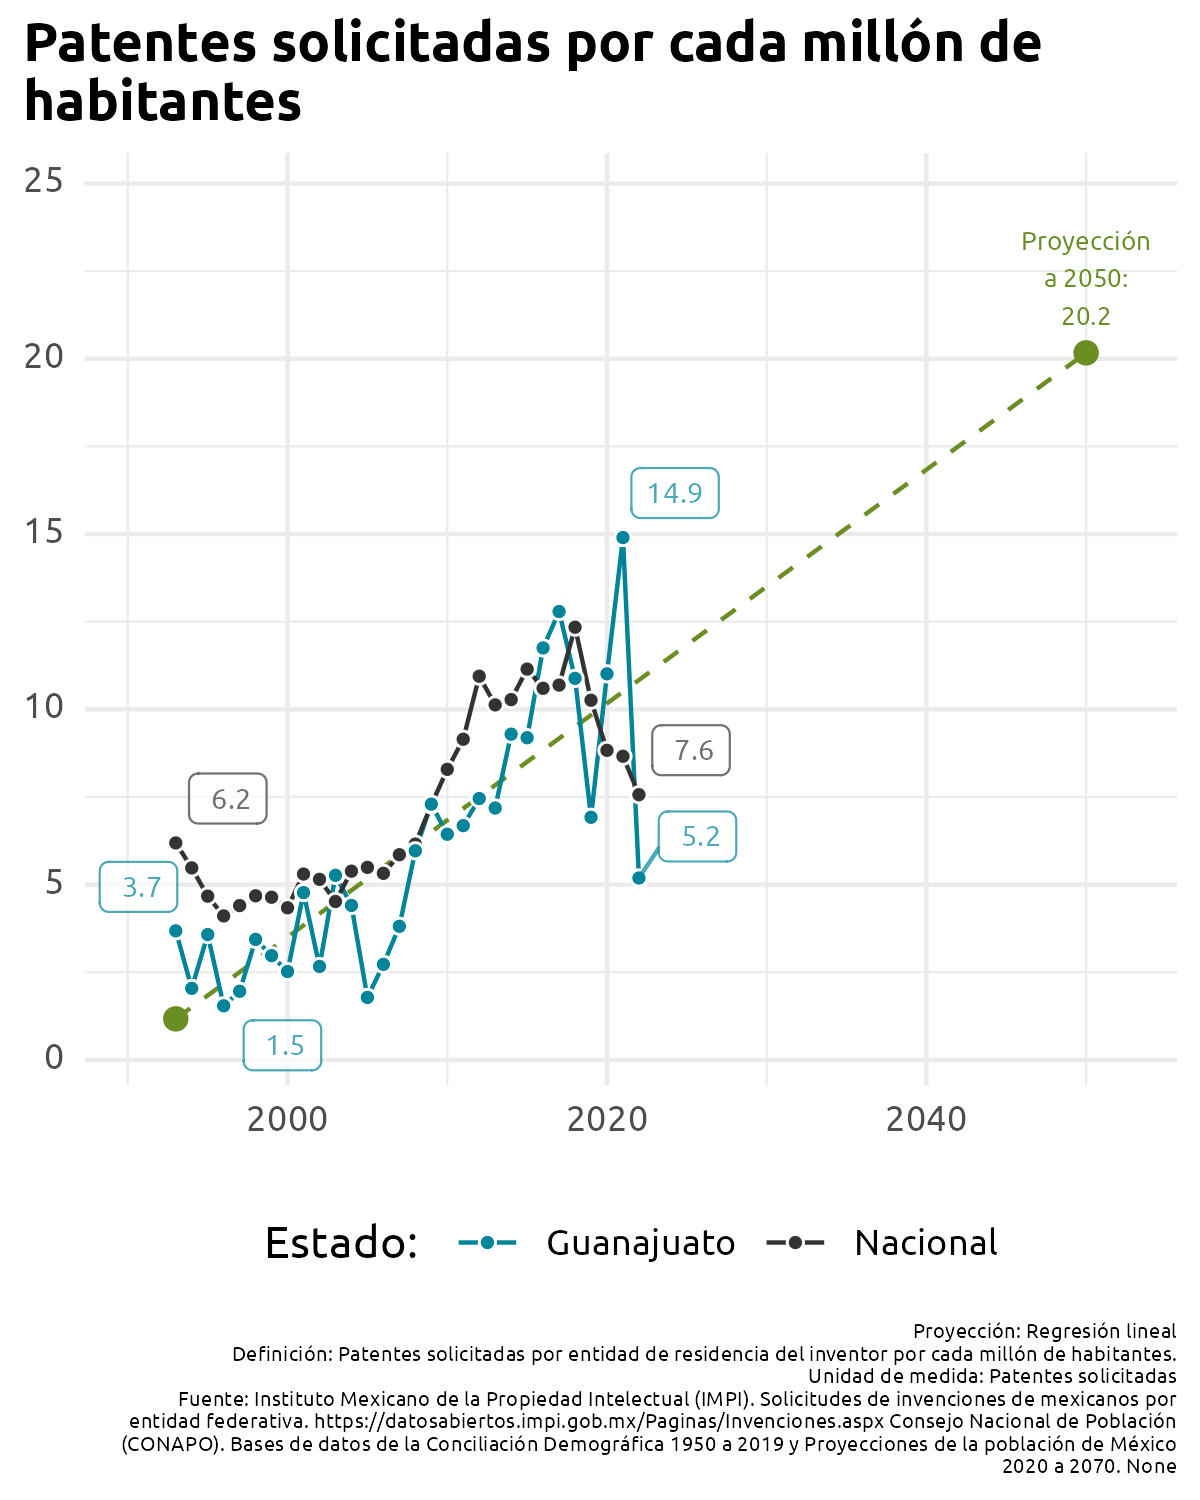 Patentes solicitadas por cada millón de
habitantes
25
20
15
10
5
0
Proyección
a 2050:
20.2
14.9
7.6
6.2
5.2
3.7
1.5
2000
2020
2040
Estado:
Guanajuato
Nacional
Proyección: Regresión lineal
Definición: Patentes solicitadas por entidad de residencia del inventor por cada millón de habitantes.
Unidad de medida: Patentes solicitadas
Fuente: Instituto Mexicano de la Propiedad Intelectual (IMPI). Solicitudes de invenciones de mexicanos por
entidad federativa. https://datosabiertos.impi.gob.mx/Paginas/Invenciones.aspx Consejo Nacional de Población
(CONAPO). Bases de datos de la Conciliación Demográfica 1950 a 2019 y Proyecciones de la población de México
2020 a 2070. None